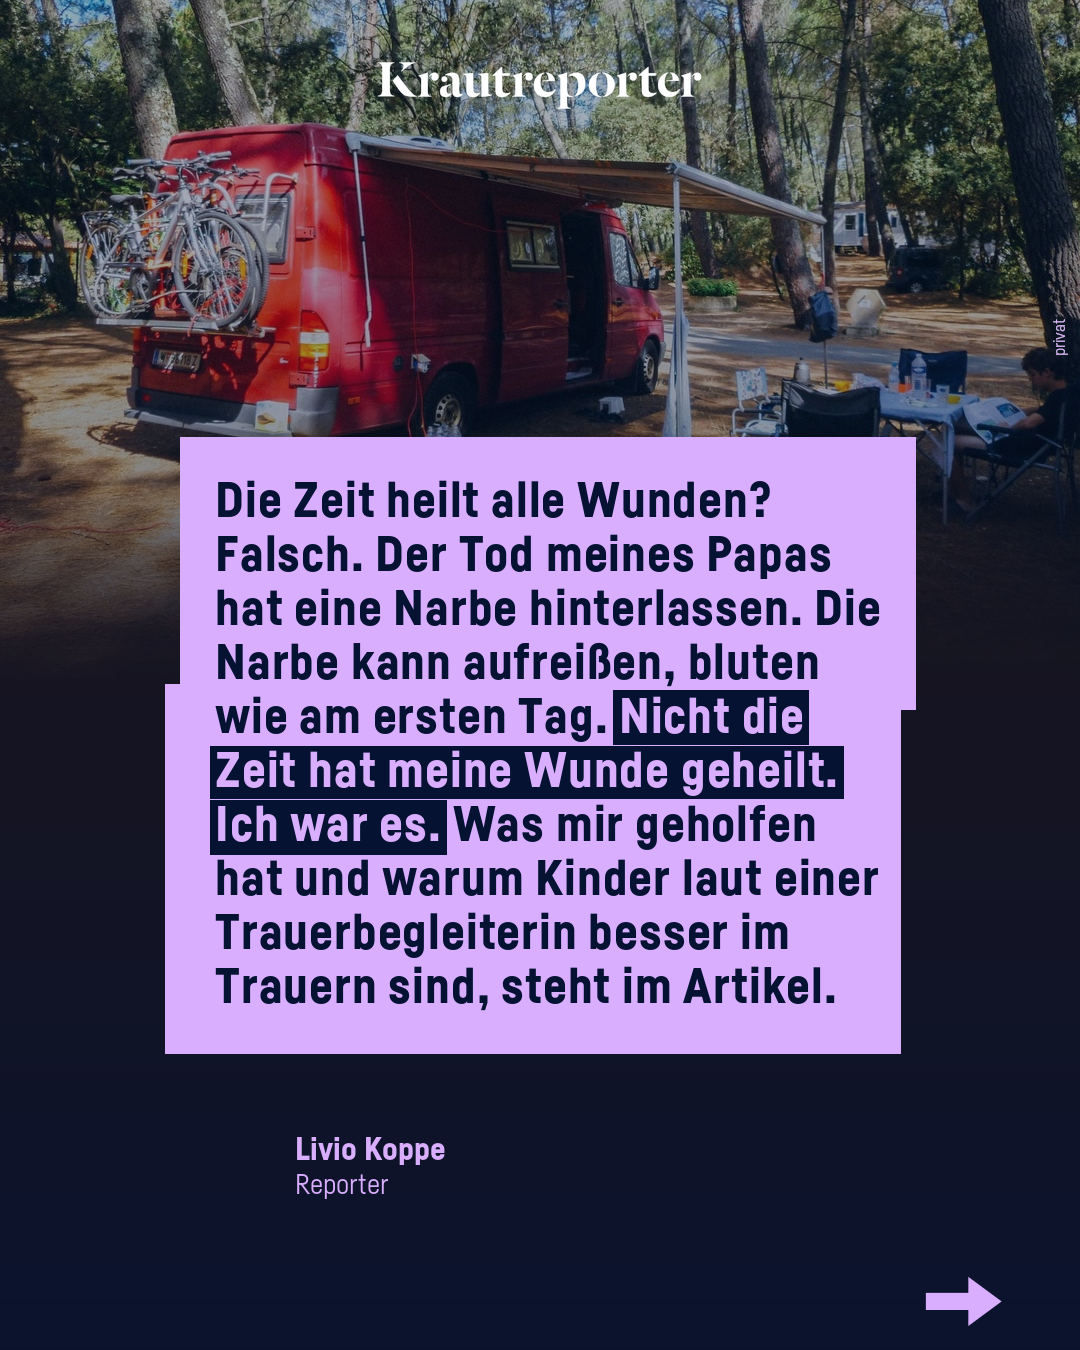 Krautreporter
privat
Die Zeit heilt alle Wunden?
Falsch. Der Tod meines Papas
hat eine Narbe hinterlassen. Die
Narbe kann aufreißen, bluten
wie am ersten Tag. Nicht die
Zeit hat meine Wunde geheilt.
Ich war es. Was mir geholfen
hat und warum Kinder laut einer
Trauerbegleiterin besser im
Trauern sind, steht im Artikel.
Livio Koppe
Reporter